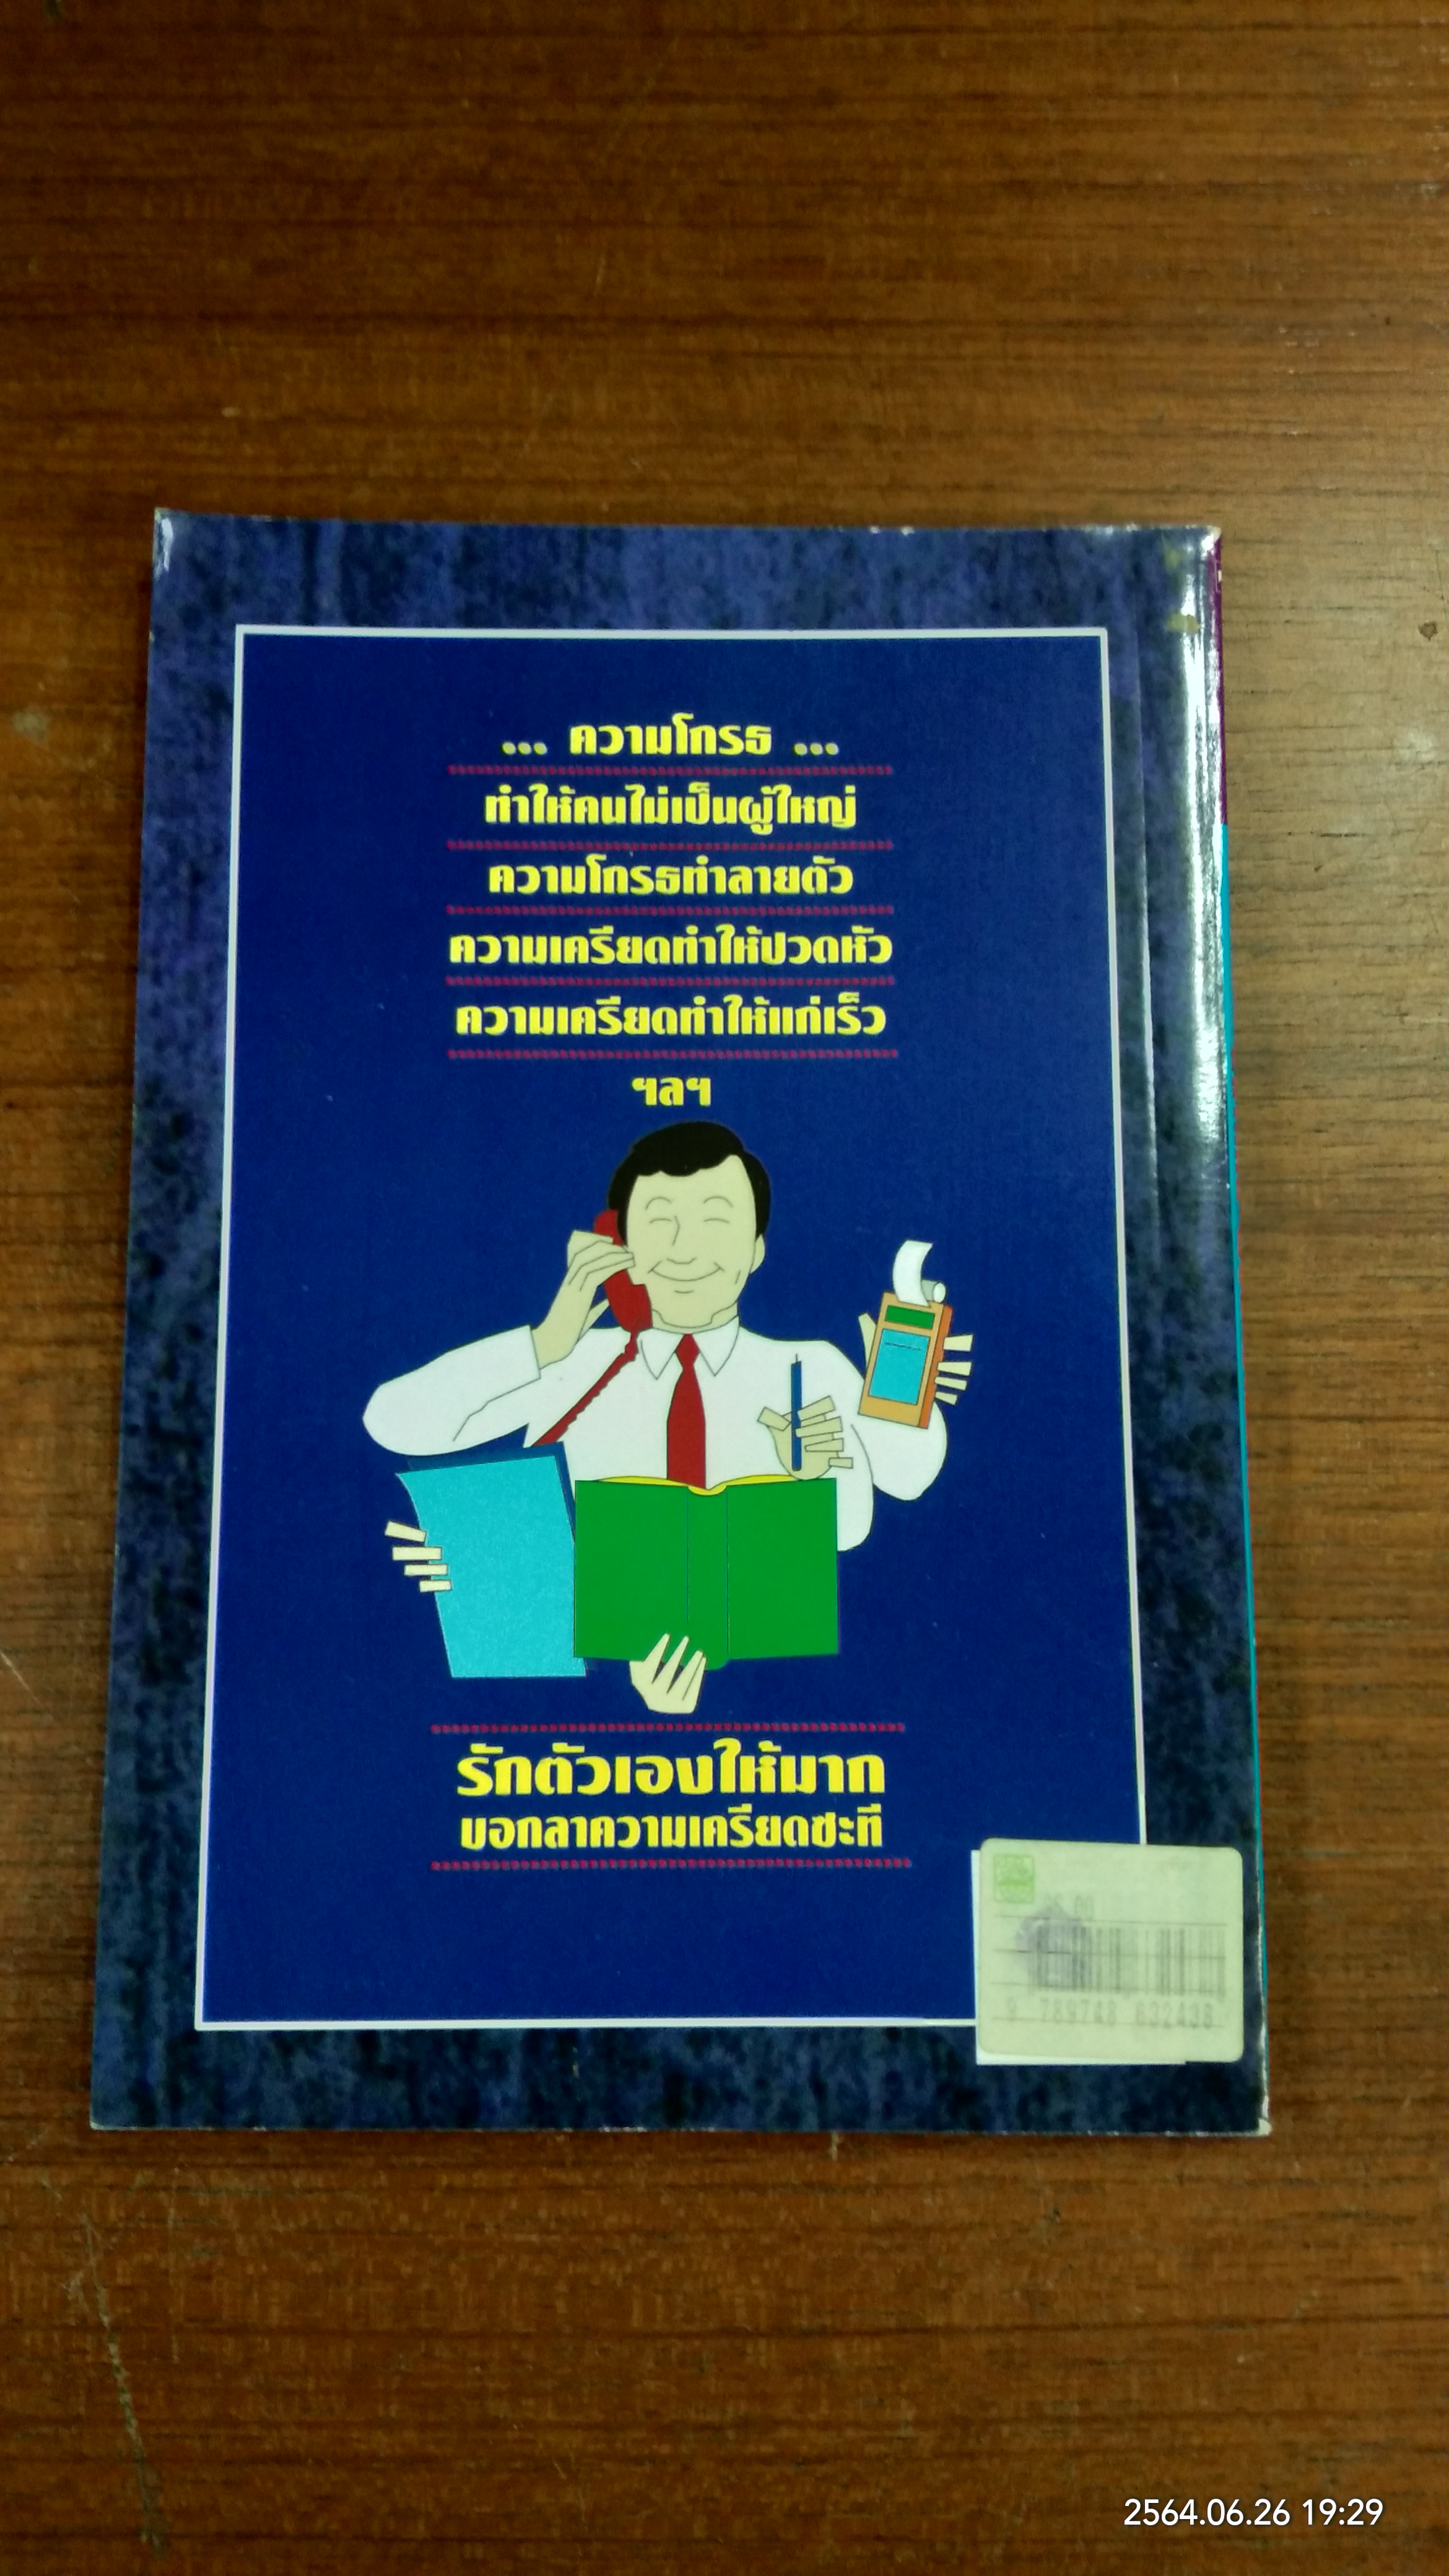 ... ความโกรธ ...
ทำให้คนไม่เป็นผู้ใหญ่
ความโกรธทำลายตัว
ความเครียดทำให้ปวดหัว
ความเครียดทำให้แก่เร็ว
ฯลฯ
รักตัวเองให้มาก
บอกลาความเครียดซะที
9 789748 632438
2564.06.26 19:29